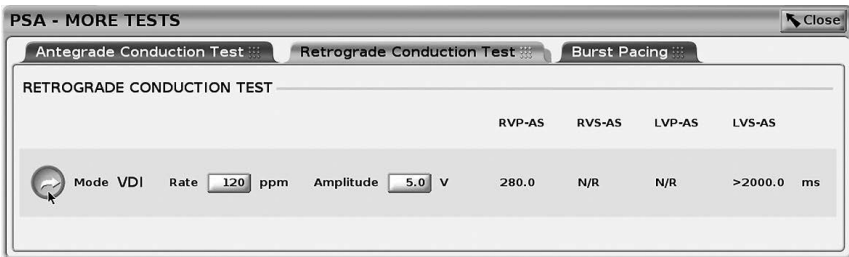 PSA - MORE TESTS Close
Antegrade Conduction Test Retrograde Conduction Test Burst Pacing
RETROGRADE CONDUCTION TEST
RVP-AS RVS-AS LVP-AS LVS-AS
Mode VDI Rate 120 ppm Amplitude 5.0 V 280.0 N/R N/R >2000.0 ms